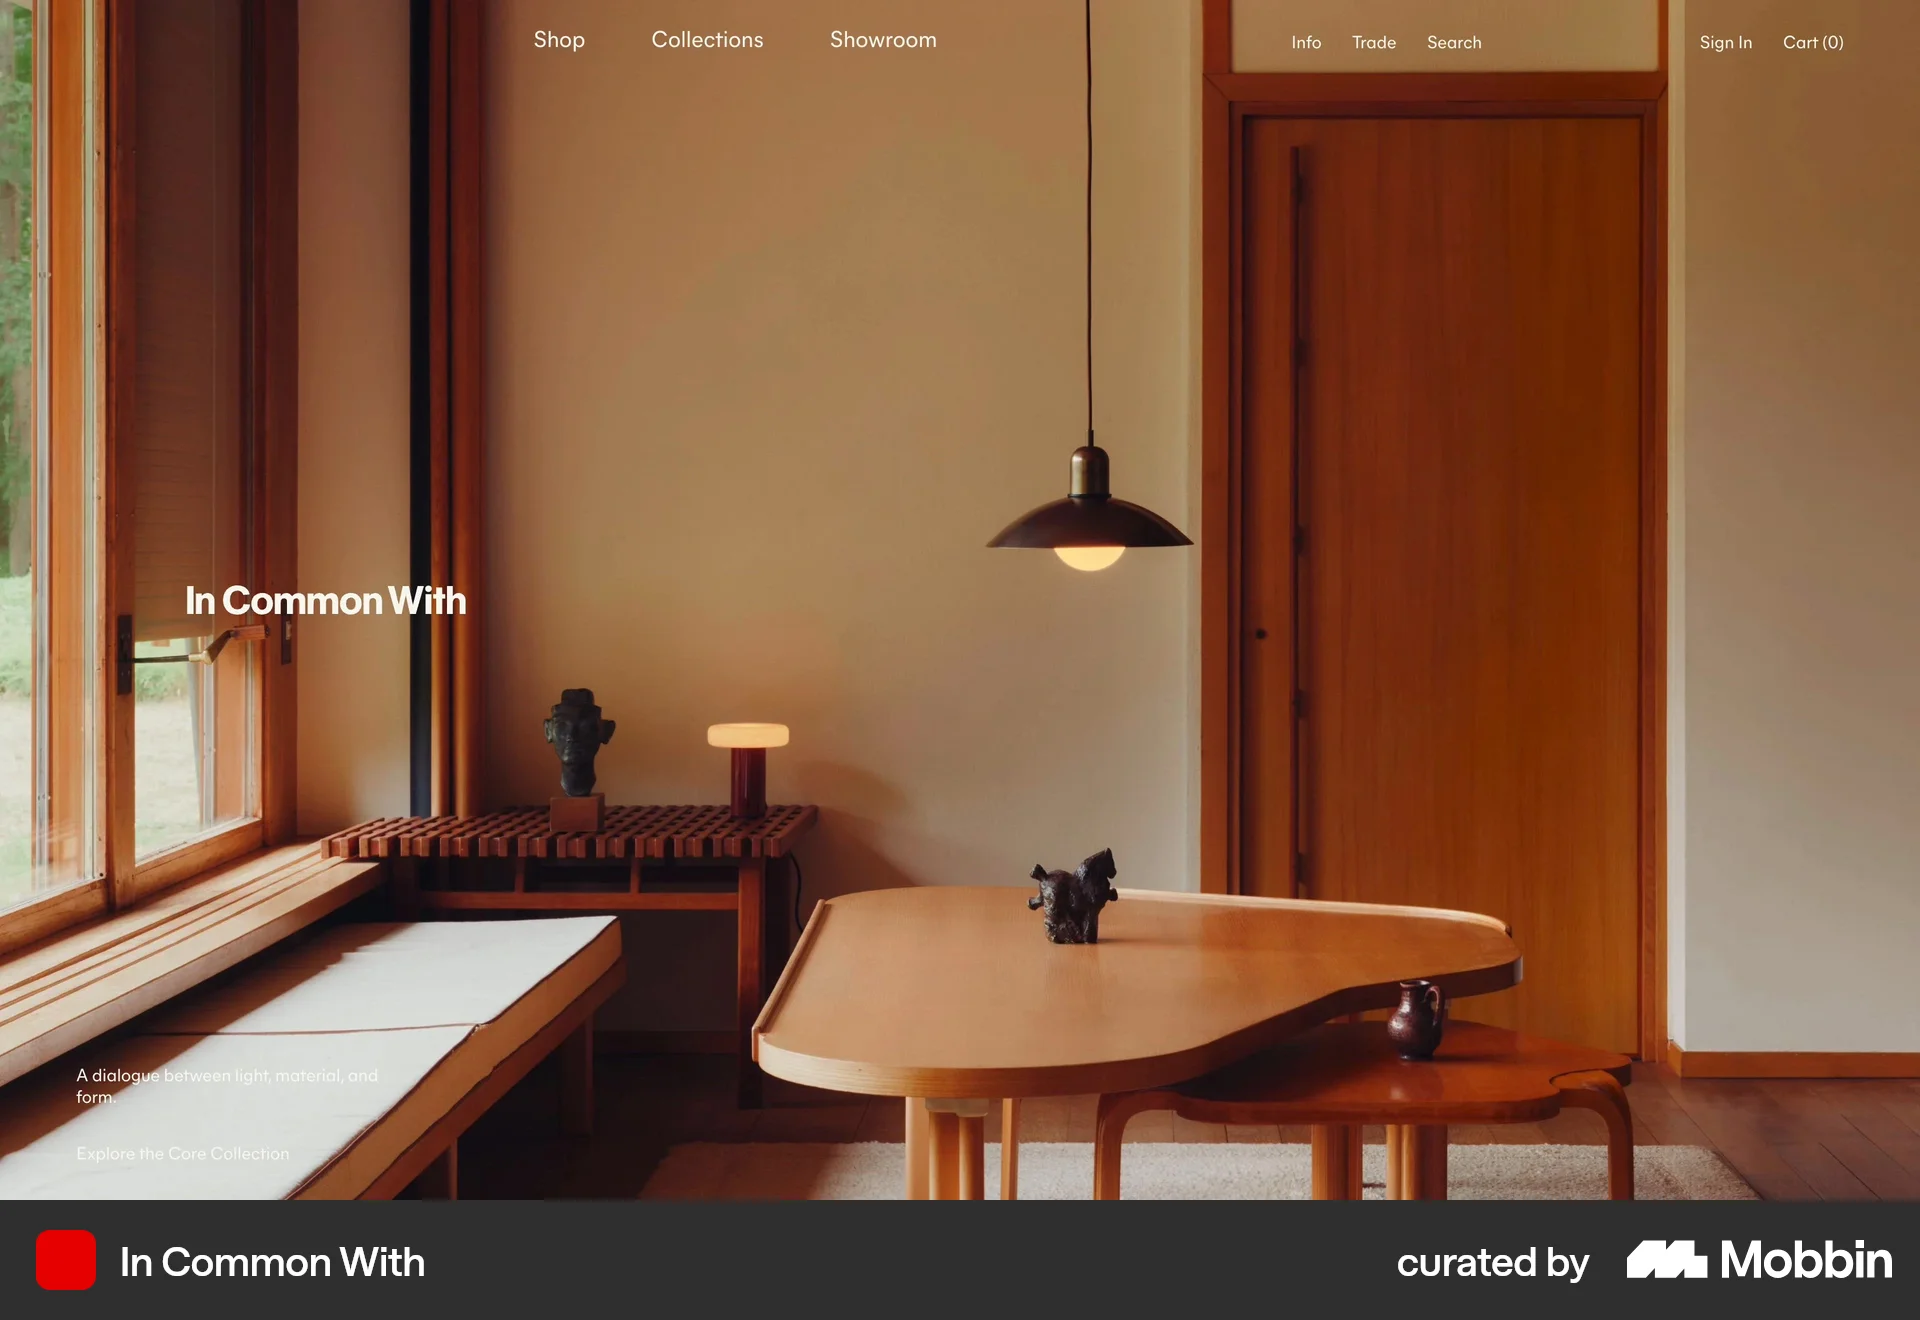 Shop Collections Showroom Info Trade Search Sign In Cart (0)
In Common With
A dialogue between light, material, and
form.
Explore the Core Collection
In Common With curated by Mobbin